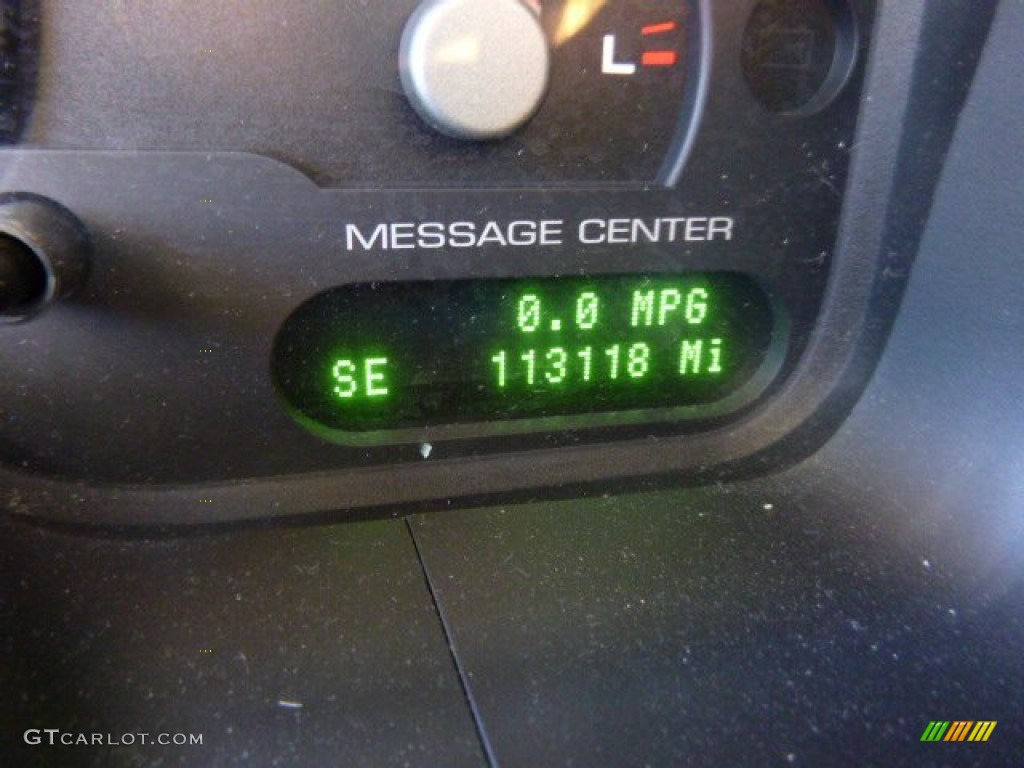 L
MESSAGE CENTER
0.0 MPG
SE 113118 Mi
GTCARLOT.COM